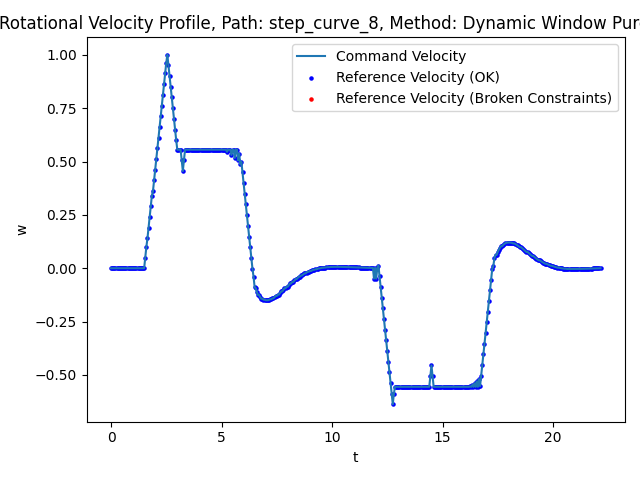 Rotational Velocity Profile, Path: step_curve_8, Method: Dynamic Window Pur
Command Velocity
Reference Velocity (OK)
Reference Velocity (Broken Constraints)
1.00
0.75
0.50
0.25
0.00
−0.25
−0.50
w
0 5 10 15 20
t